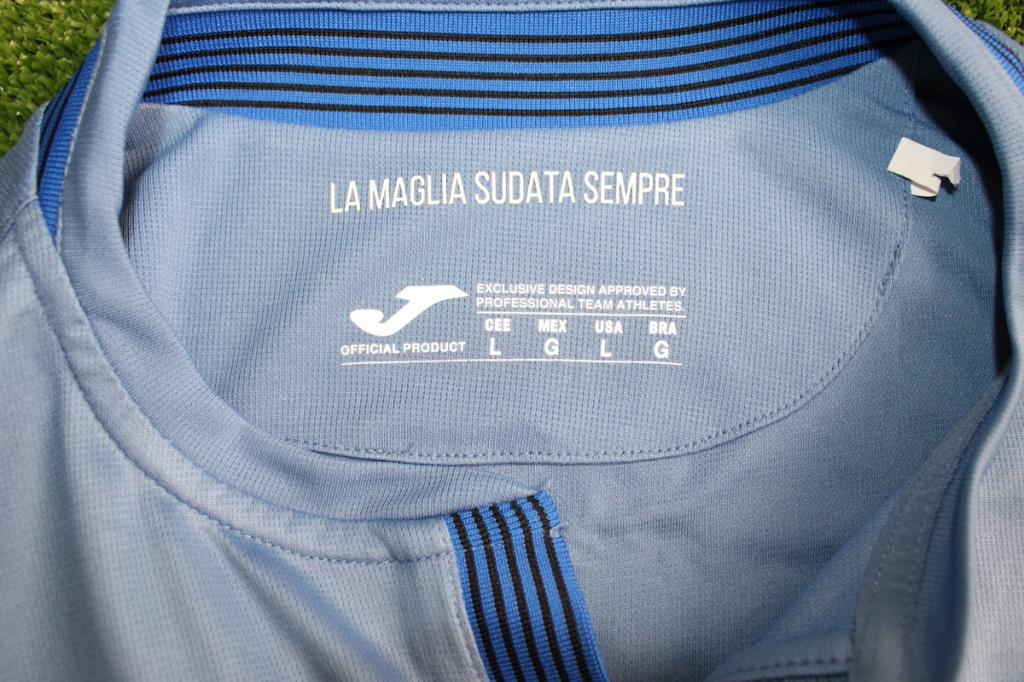 LA MAGLIA SUDATA SEMPRE
EXCLUSIVE DESIGN APPROVED BY
PROFESSIONAL TEAM ATHLETES.
CEE MEX USA BRA
L G L G
OFFICIAL PRODUCT